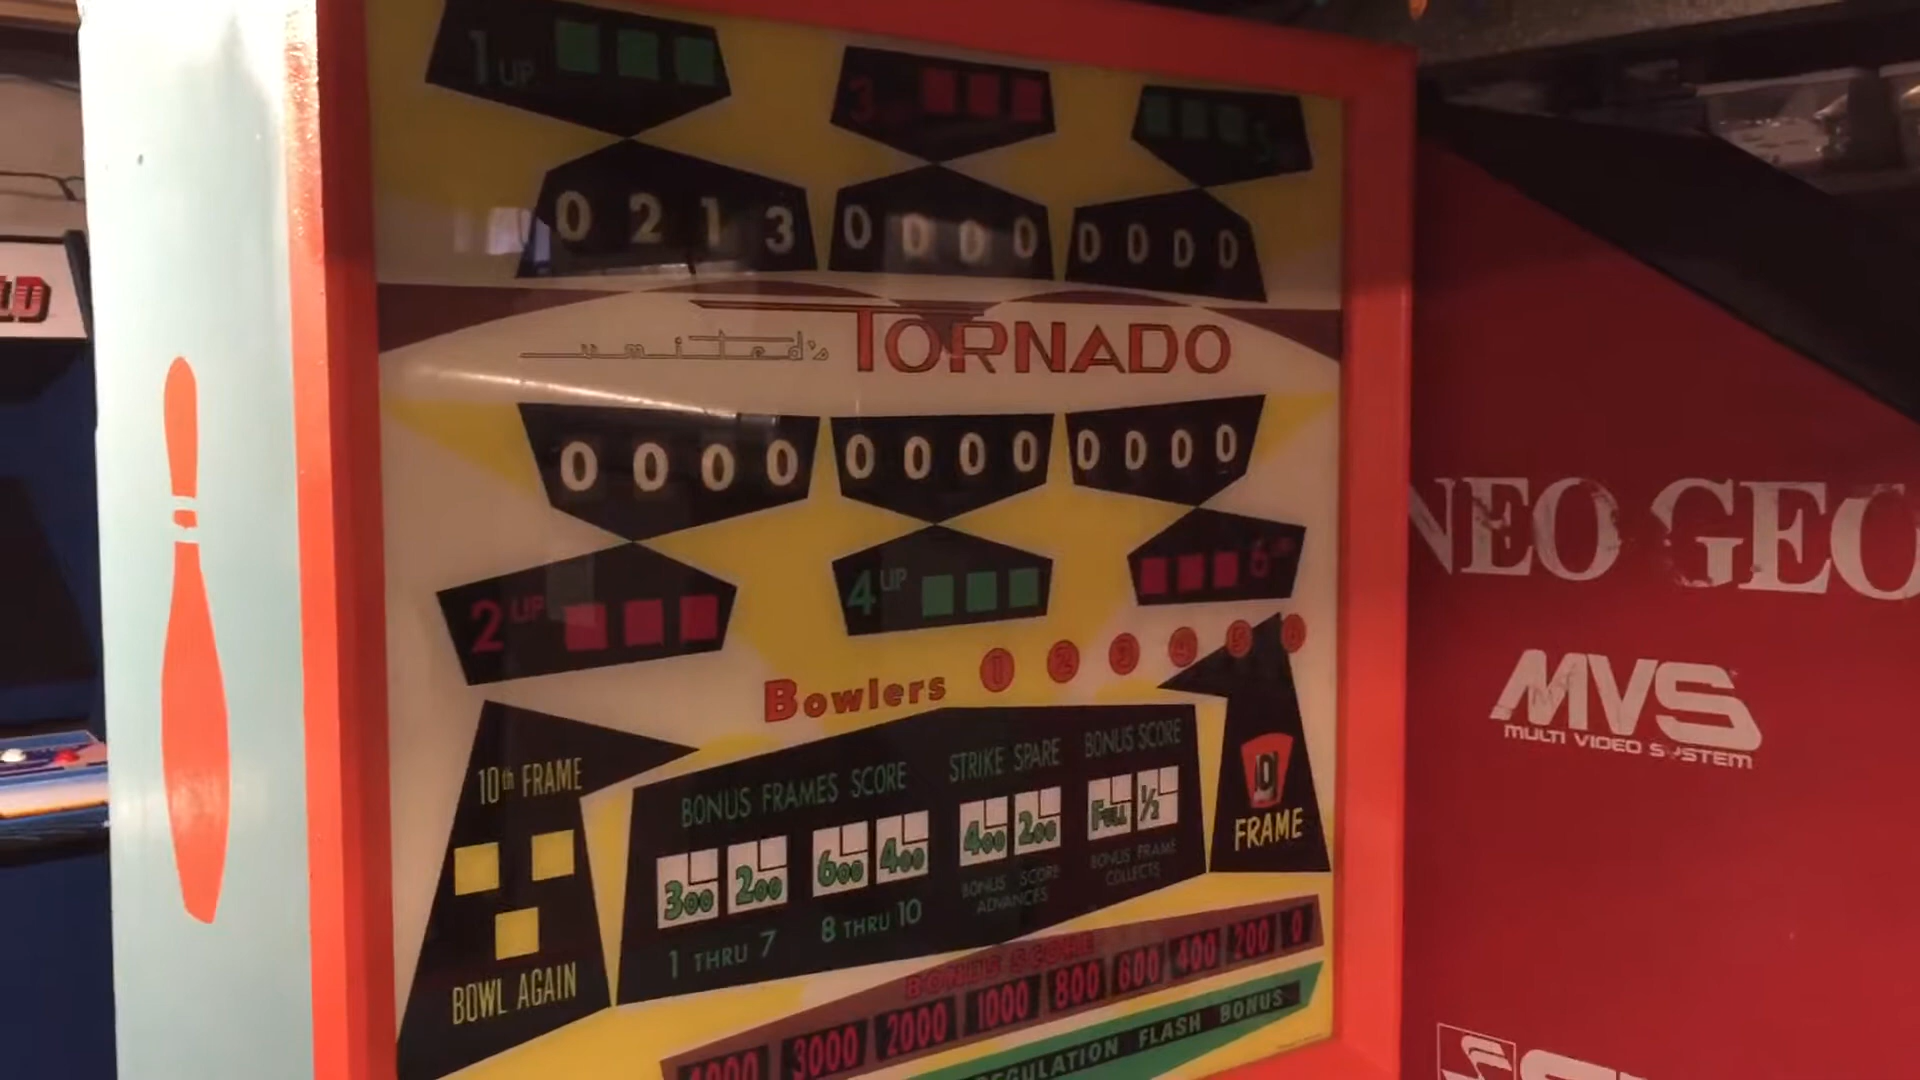 1 UP
3
5
0 2 1 3
0 0 0 0
0 0 0 0
united's TORNADO
0 0 0 0
0 0 0 0
0 0 0 0
2 UP
4 UP
6 UP
Bowlers 1 2 3 4 5 6
10th FRAME
BOWL AGAIN
BONUS FRAMES SCORE
300 200
1 THRU 7
600 400
8 THRU 10
STRIKE SPARE
400 200
BONUS SCORE ADVANCES
BONUS SCORE
FULL 1/2
BONUS FRAME COLLECTS
FRAME
BONUS SCORE
3000 2000 1000 800 600 400 200 0
REGULATION FLASH BONUS
NEO GEO
MVS
MULTI VIDEO SYSTEM